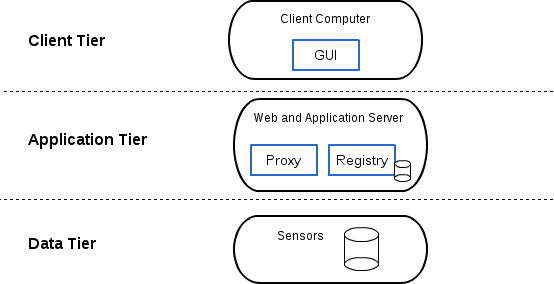 Client Tier
Client Computer
GUI
Application Tier
Web and Application Server
Proxy
Registry
Data Tier
Sensors